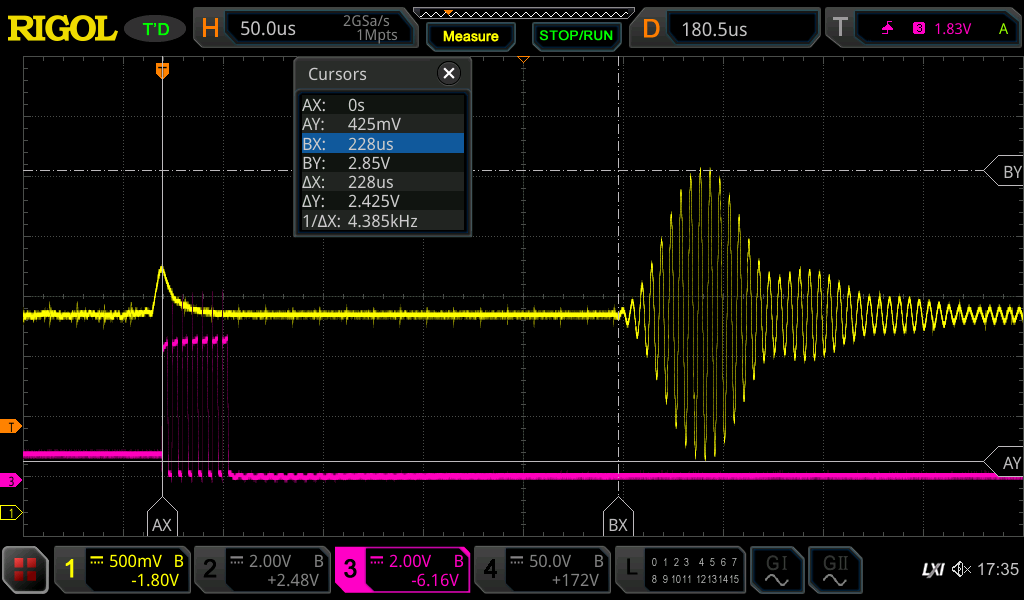 RIGOL T'D H 50.0us 2GSa/s 1Mpts Measure STOP/RUN D 180.5us T 3 1.83V A
T
Cursors
AX: 0s
AY: 425mV
BX: 228us
BY: 2.85V
ΔX: 228us
ΔY: 2.425V
1/ΔX: 4.385kHz
BY
T
AY
3
1
AX BX
1 500mV B -1.80V
2 2.00V B +2.48V
3 2.00V B -6.16V
4 50.0V B +172V
L 0 1 2 3 4 5 6 7
8 9 10 11 12 13 14 15
GI GII
LXI 17:35